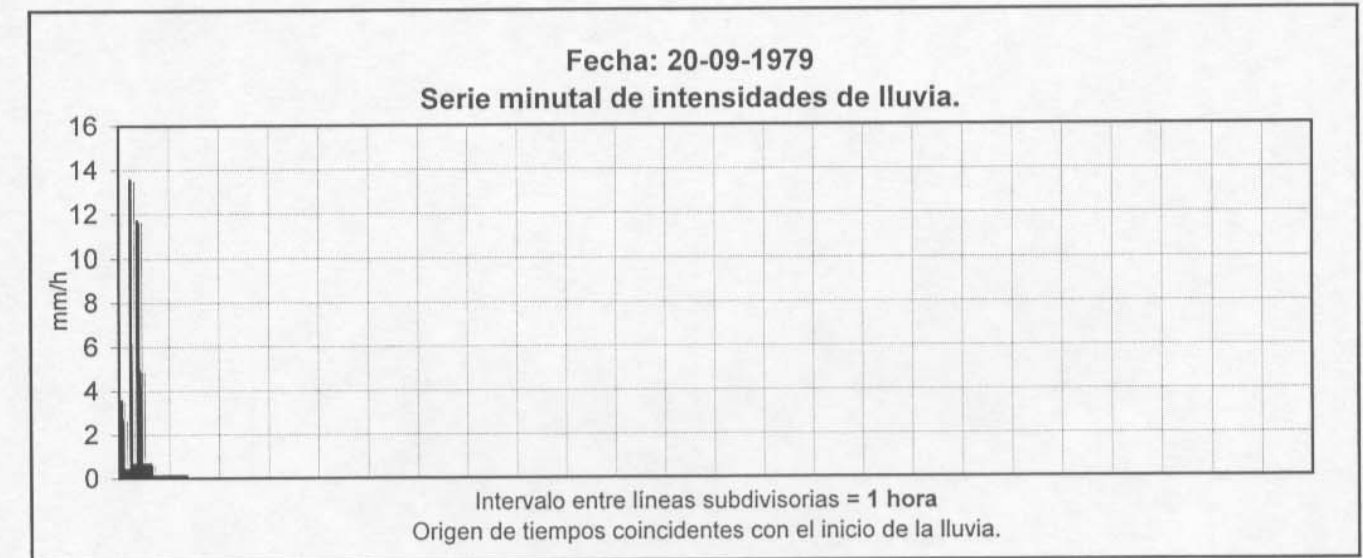 Fecha: 20-09-1979
Serie minutal de intensidades de lluvia.
16
14
12
10
8
6
4
2
0
mm/h
Intervalo entre líneas subdivisorias = 1 hora
Origen de tiempos coincidentes con el inicio de la lluvia.